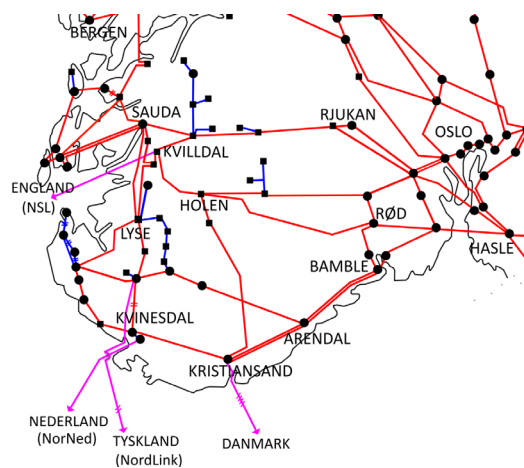 BERGEN
SAUDA
RJUKAN
OSLO
KVILLDAL
ENGLAND
(NSL)
HOLEN
LYSE
RØD
HASLE
BAMBLE
KVINESDAL
ARENDAL
KRISTIANSAND
NEDERLAND
(NorNed)
TYSKLAND
(NordLink)
DANMARK